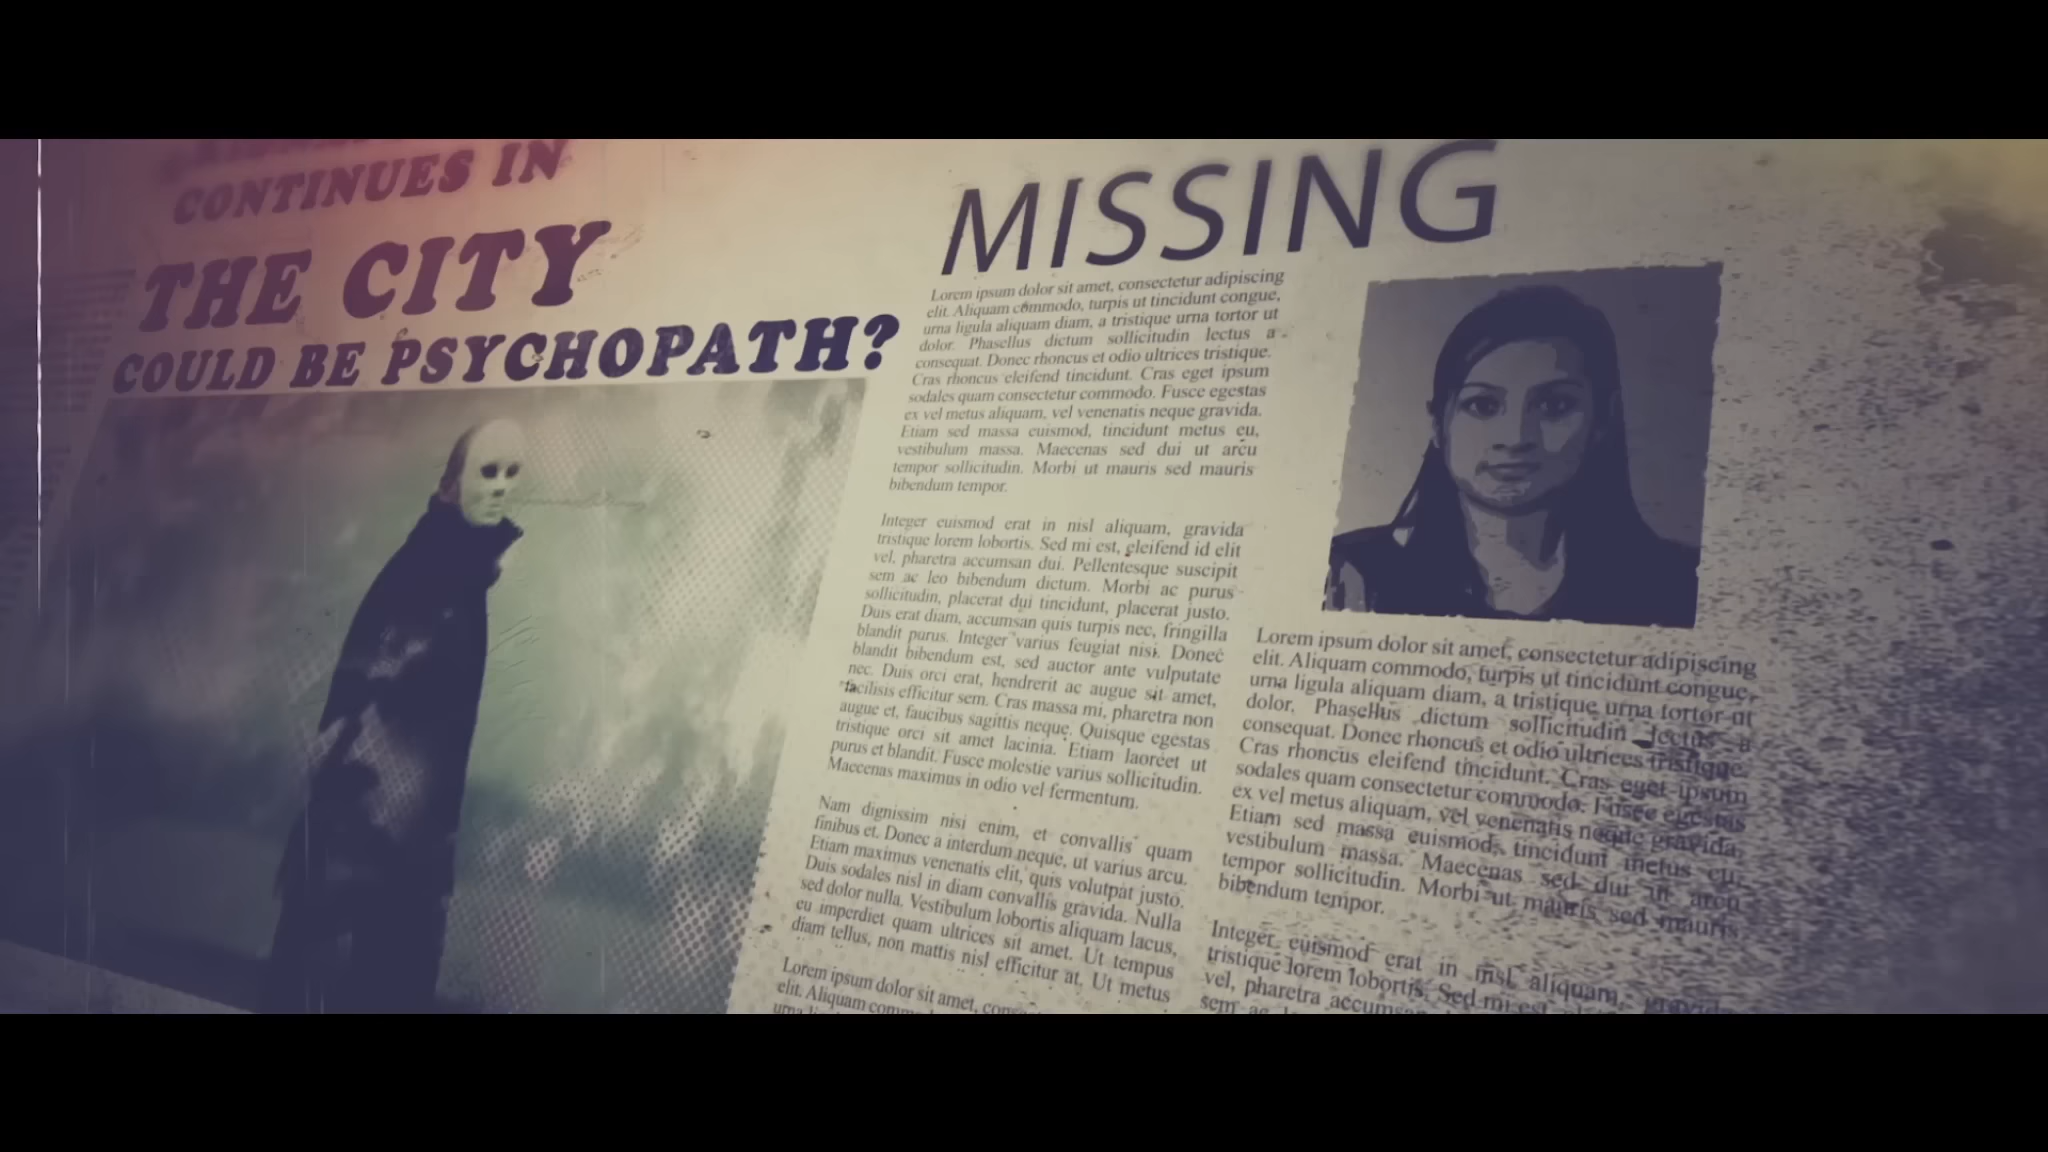 CONTINUES IN
THE CITY
COULD BE PSYCHOPATH?
MISSING
Lorem ipsum dolor sit amet, consectetur adipiscing
elit. Aliquam commodo, turpis ut tincidunt congue,
urna ligula aliquam diam, a tristique urna tortor ut
dolor. Phasellus dictum sollicitudin lectus a
consequat. Donec rhoncus et odio ultrices tristique.
Cras rhoncus eleifend tincidunt. Cras eget ipsum
sodales quam consectetur commodo. Fusce egestas
ex vel metus aliquam, vel venenatis neque gravida.
Etiam sed massa euismod, tincidunt metus eu,
vestibulum massa. Maecenas sed dui ut arcu
tempor sollicitudin. Morbi ut mauris sed mauris
bibendum tempor.
Integer euismod erat in nisl aliquam, gravida
tristique lorem lobortis. Sed mi est, eleifend id elit
vel, pharetra accumsan dui. Pellentesque suscipit
sem ac leo bibendum dictum. Morbi ac purus
sollicitudin, placerat dui tincidunt, placerat justo.
Duis erat diam, accumsan quis turpis nec, fringilla
blandit purus. Integer varius feugiat nisi. Donec
blandit bibendum est, sed auctor ante vulputate
nec. Duis orci erat, hendrerit ac augue sit amet,
facilisis efficitur sem. Cras massa mi, pharetra non
augue et, faucibus sagittis neque. Quisque egestas
tristique orci sit amet lacinia. Etiam laoreet ut
purus et blandit. Fusce molestie varius sollicitudin.
Maecenas maximus in odio vel fermentum.
Nam dignissim nisi enim, et convallis quam
finibus et. Donec a interdum neque, ut varius arcu.
Etiam maximus venenatis elit, quis volutpat justo.
Duis sodales nisl in diam convallis gravida. Nulla
sed dolor nulla. Vestibulum lobortis aliquam lacus,
eu imperdiet quam ultrices sit amet. Ut tempus
diam tellus, non mattis nisl efficitur at. Ut metus
Lorem ipsum dolor sit amet,
elit. Aliquam
Lorem ipsum dolor sit amet, consectetur adipiscing
elit. Aliquam commodo, turpis ut tincidunt congue,
urna ligula aliquam diam, a tristique urna tortor ut
dolor. Phasellus dictum sollicitudin lectus a
consequat. Donec rhoncus et odio ultrices tristique.
Cras rhoncus eleifend tincidunt. Cras eget ipsum
sodales quam consectetur commodo. Fusce egestas
ex vel metus aliquam, vel venenatis neque gravida.
Etiam sed massa euismod, tincidunt metus eu,
vestibulum massa. Maecenas sed dui ut arcu
tempor sollicitudin. Morbi ut mauris sed mauris
bibendum tempor.
Integer euismod erat in nisl aliquam, gravida
tristique lorem lobortis. Sed mi est,
vel, pharetra
sem ac